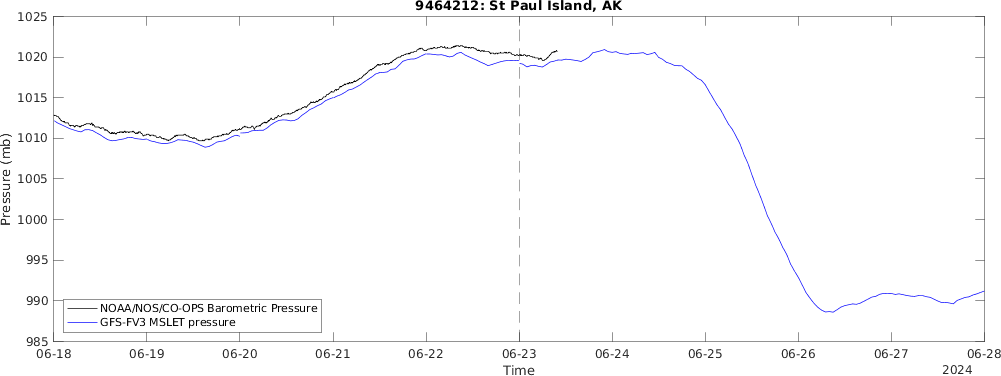 9464212: St Paul Island, AK
Pressure (mb)
1025
1020
1015
1010
1005
1000
995
990
985
NOAA/NOS/CO-OPS Barometric Pressure
GFS-FV3 MSLET pressure
06-18 06-19 06-20 06-21 06-22 06-23 06-24 06-25 06-26 06-27 06-28
Time
2024